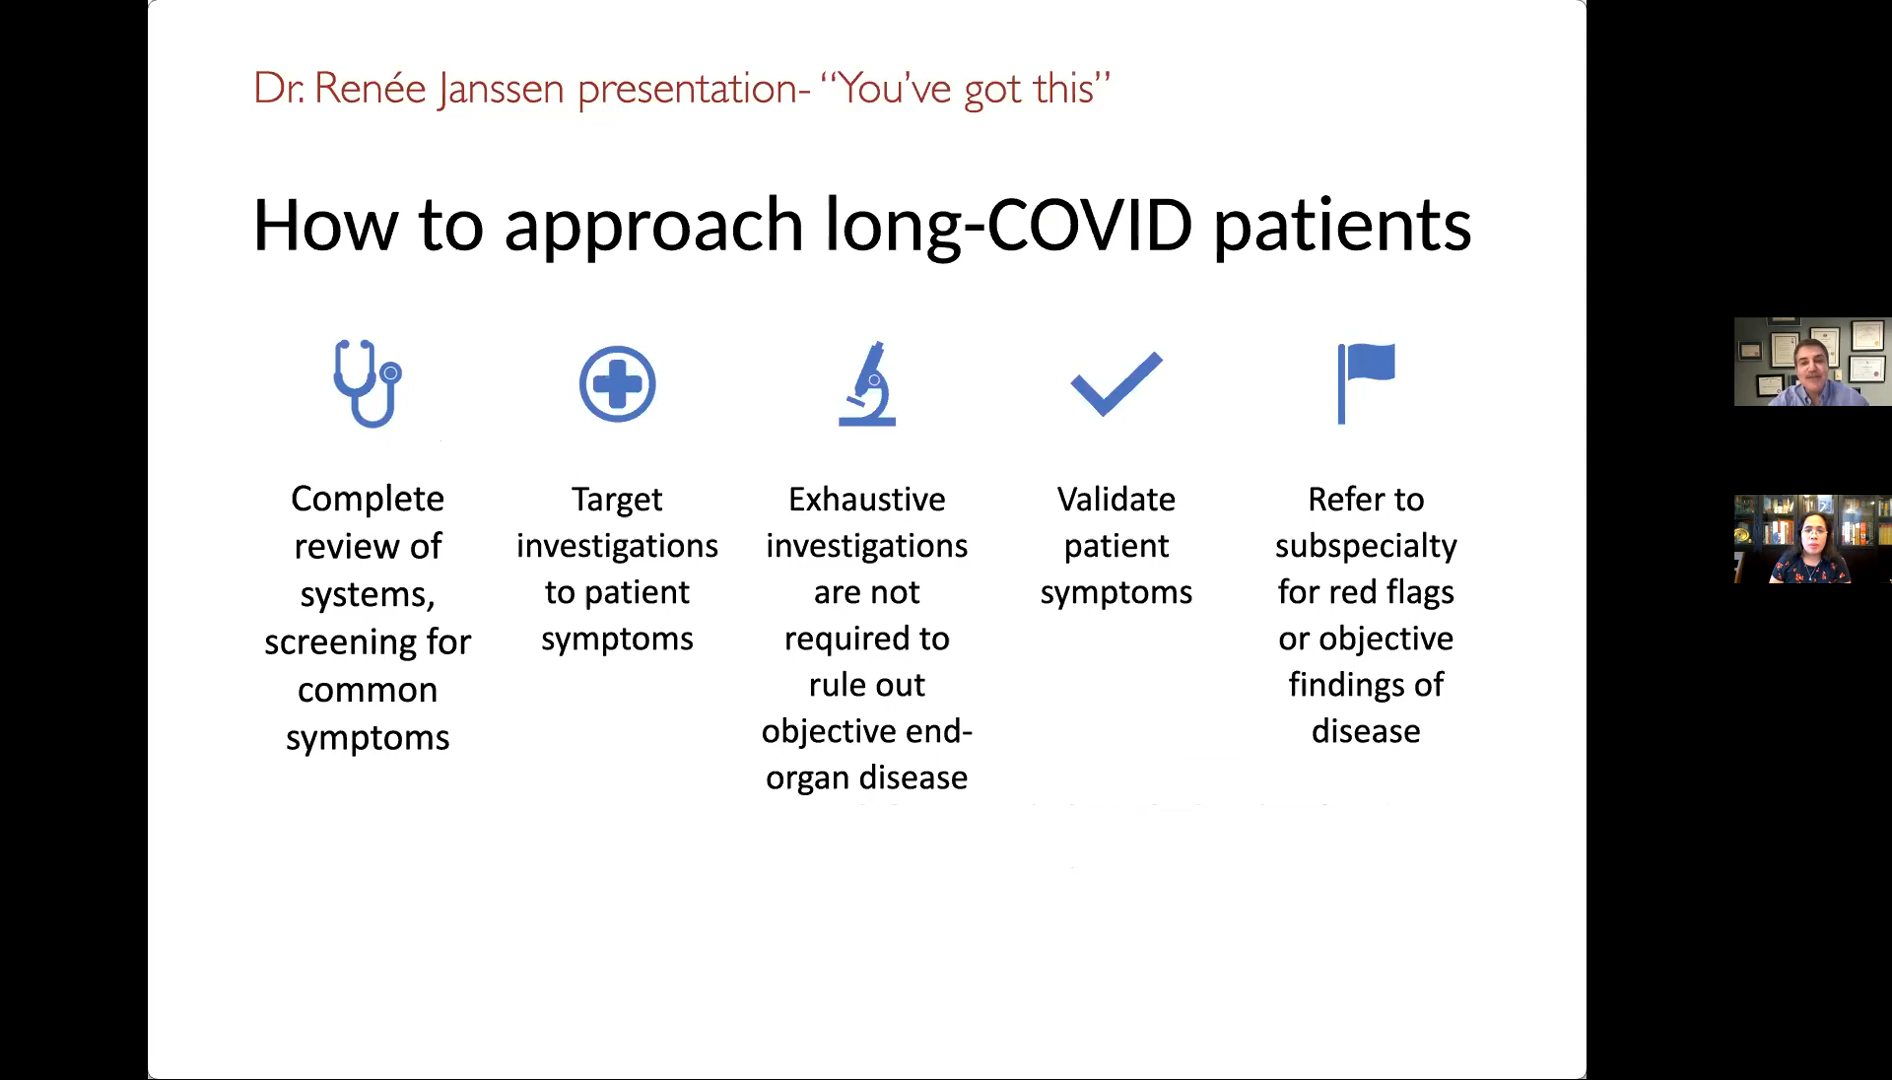 Dr. Renée Janssen presentation- “You’ve got this”
How to approach long-COVID patients
Complete
review of
systems,
screening for
common
symptoms
Target
investigations
to patient
symptoms
Exhaustive
investigations
are not
required to
rule out
objective end-
organ disease
Validate
patient
symptoms
Refer to
subspecialty
for red flags
or objective
findings of
disease